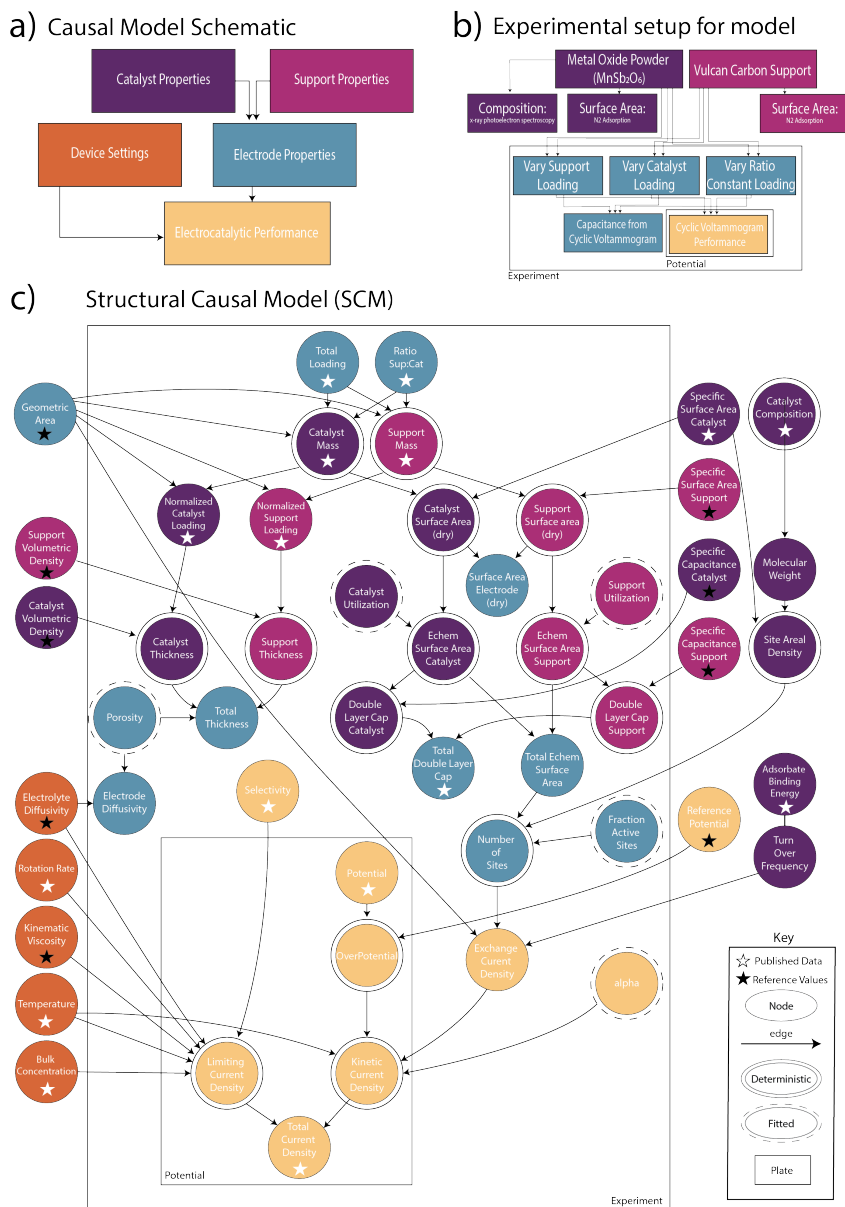 a) Causal Model Schematic
Catalyst Properties
Support Properties
Device Settings
Electrode Properties
Electrocatalytic Performance
b) Experimental setup for model
Metal Oxide Powder
(MnSb₂O₆)
Vulcan Carbon Support
Composition:
x-ray photoelectron spectroscopy
Surface Area:
N2 Adsorption
Surface Area:
N2 Adsorption
Vary Support
Loading
Vary Catalyst
Loading
Vary Ratio
Constant Loading
Capacitance from
Cyclic Voltammogram
Cyclic Voltammogram
Performance
Potential
Experiment
c) Structural Causal Model (SCM)
Total
Loading
Ratio
Sup:Cat
Geometric
Area
Catalyst
Mass
Support
Mass
Specific
Surface Area
Catalyst
Catalyst
Composition
Normalized
Catalyst
Loading
Normalized
Support
Loading
Catalyst
Surface Area
(dry)
Support
Surface area
(dry)
Specific
Surface Area
Support
Support
Volumetric
Density
Catalyst
Utilization
Surface Area
Electrode
(dry)
Support
Utilization
Specific
Capacitance
Catalyst
Molecular
Weight
Catalyst
Volumetric
Density
Catalyst
Thickness
Support
Thickness
Echem
Surface Area
Catalyst
Echem
Surface Area
Support
Specific
Capacitance
Support
Site Areal
Density
Porosity
Total
Thickness
Double
Layer Cap
Catalyst
Double
Layer Cap
Support
Total
Double Layer
Cap
Total Echem
Surface
Area
Electrolyte
Diffusivity
Electrode
Diffusivity
Selectivity
Adsorbate
Binding
Energy
Number
of
Sites
Fraction
Active
Sites
Reference
Potential
Turn
Over
Frequency
Rotation Rate
Potential
Kinematic
Viscosity
OverPotential
Exchange
Curent
Density
alpha
Temperature
Bulk
Concentration
Limiting
Current
Density
Kinetic
Current
Density
Total
Current
Density
Potential
Experiment
Key
Published Data
Reference Values
Node
edge
Deterministic
Fitted
Plate